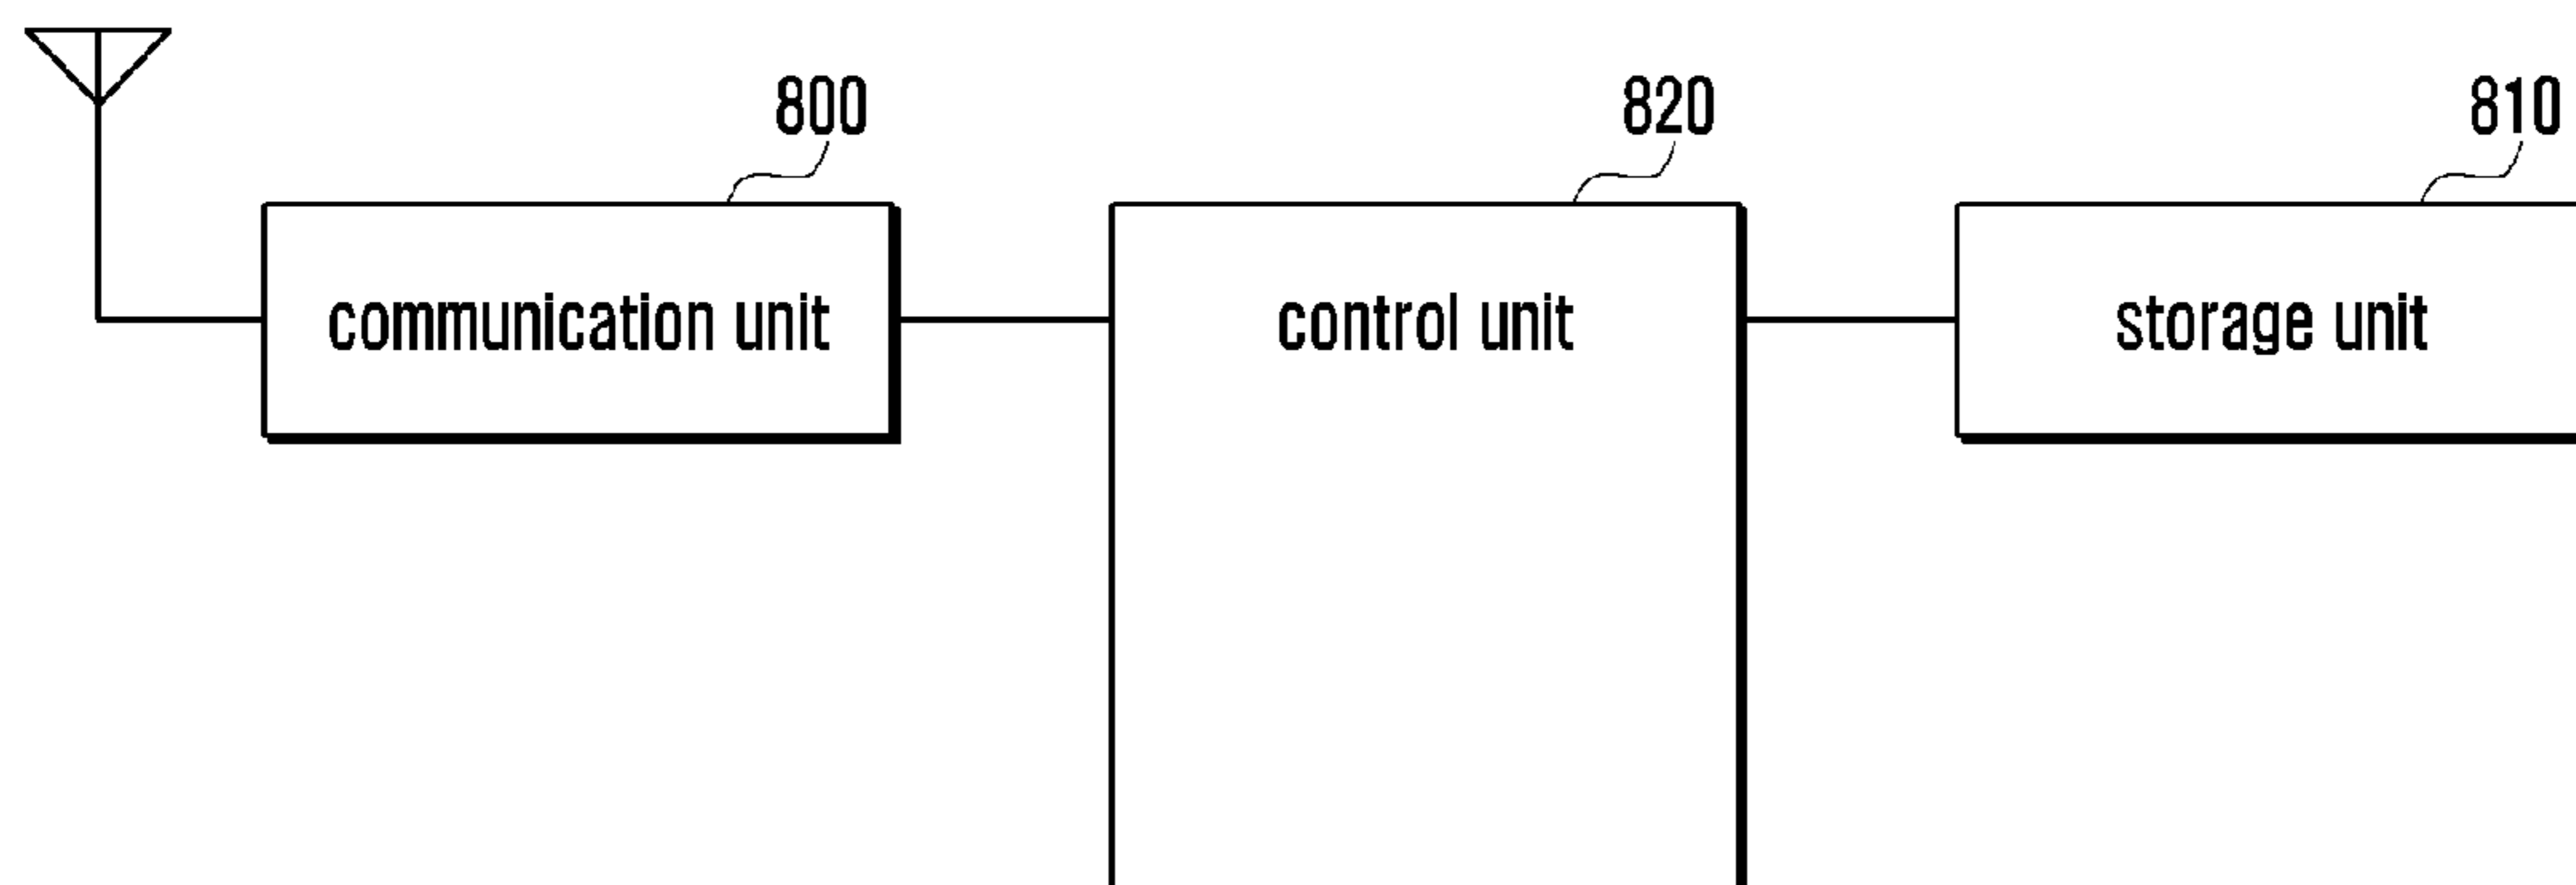 800
820
810
communication unit
control unit
storage unit